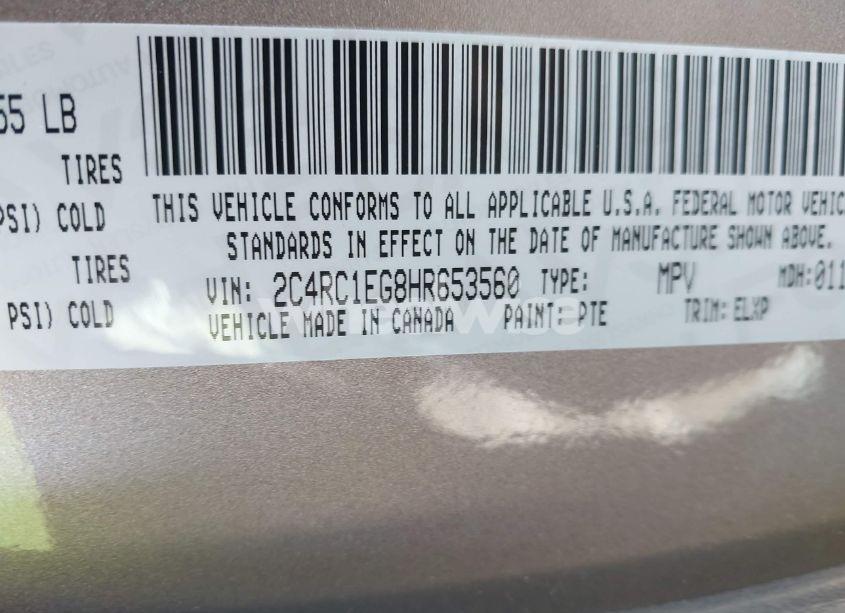 55 LB
TIRES
PSI) COLD
THIS VEHICLE CONFORMS TO ALL APPLICABLE U.S.A. FEDERAL MOTOR VEHIC
STANDARDS IN EFFECT ON THE DATE OF MANUFACTURE SHOWN ABOVE.
TIRES
VIN: 2C4RC1EG8HR653560 TYPE: MPV MDH:011
PSI) COLD
VEHICLE MADE IN CANADA PAINT: PTE TRIM: ELXP